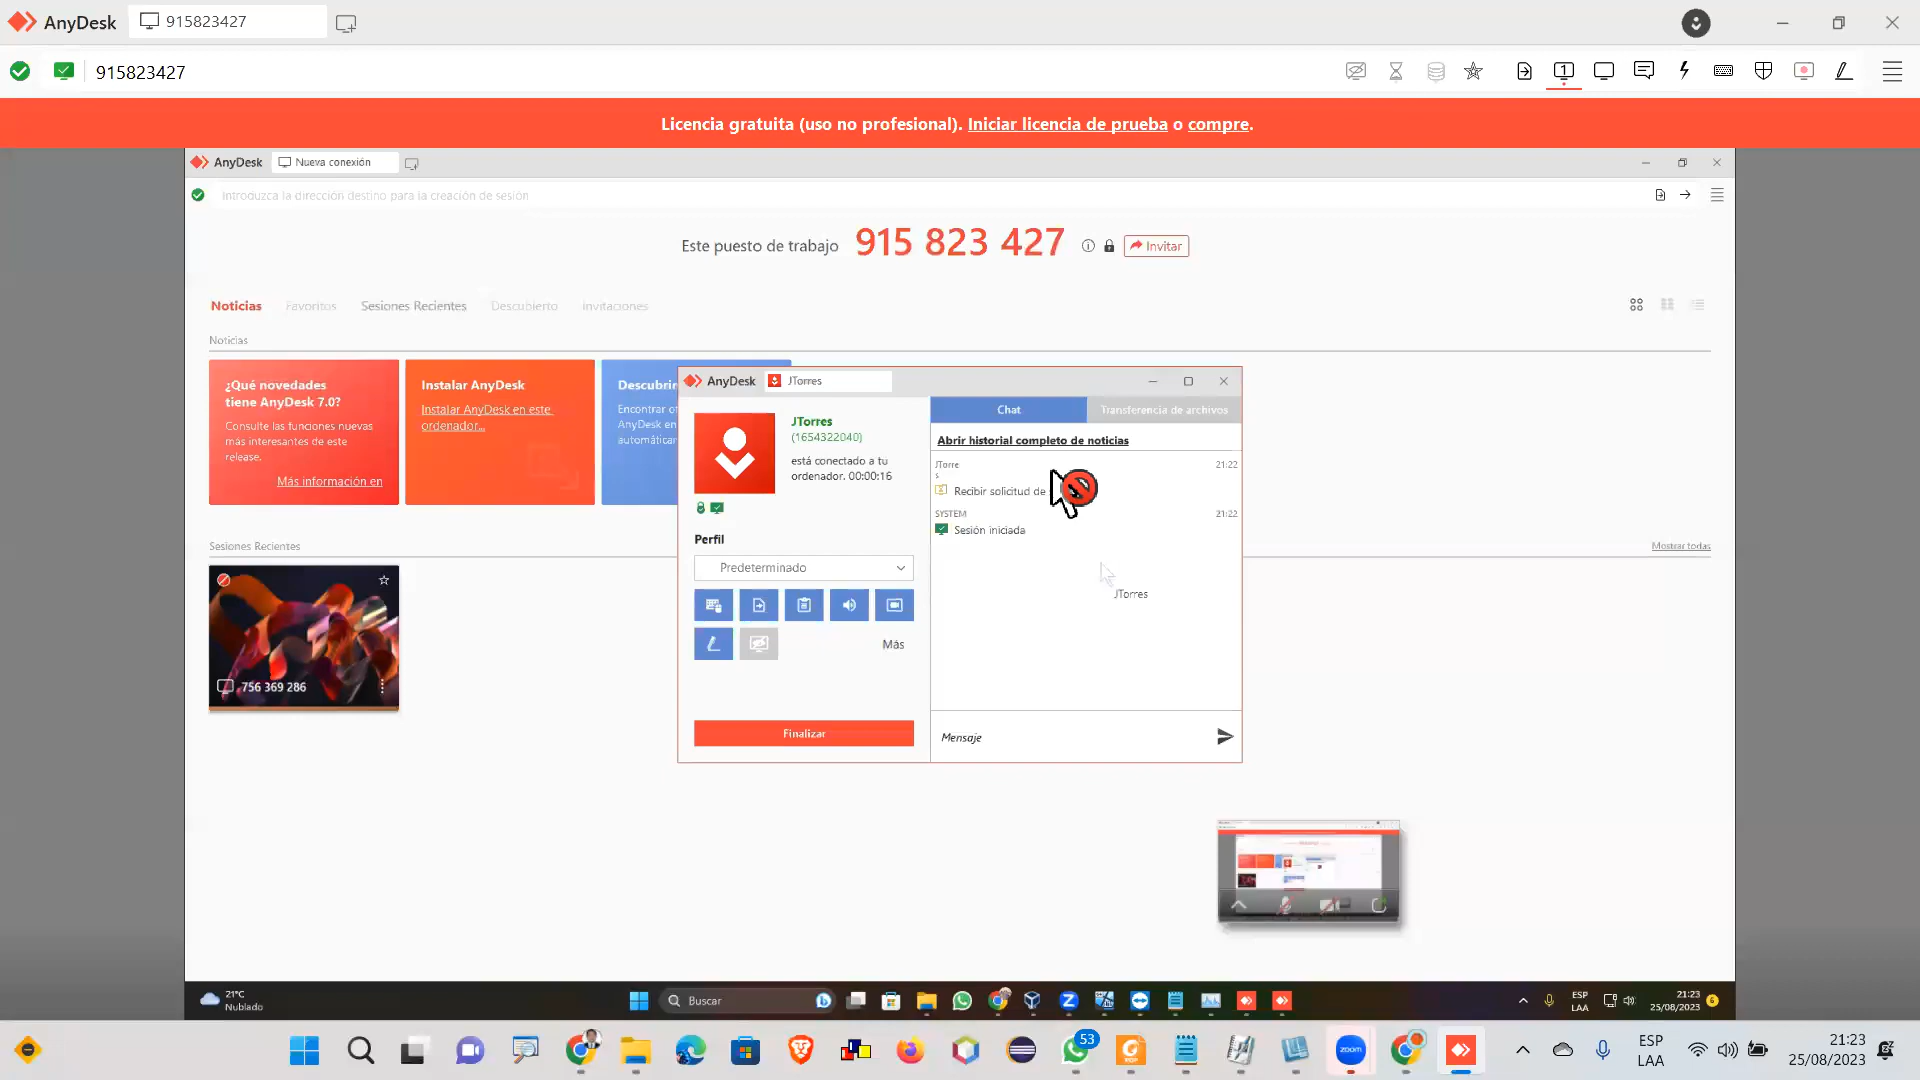 AnyDesk 915823427
915823427
Licencia gratuita (uso no profesional). Iniciar licencia de prueba o compre.
AnyDesk Nueva conexión
Introduzca la dirección destino para la creación de sesión
Este puesto de trabajo 915 823 427 Invitar
Noticias Favoritos Sesiones Recientes Descubierto Invitaciones
Noticias
¿Qué novedades
tiene AnyDesk 7.0?
Consulte las funciones nuevas
más interesantes de este
release.
Más información en
Instalar AnyDesk
Instalar AnyDesk en este
ordenador...
Descubrir
Encontrar
AnyDesk en
AnyDesk JTorres
JTorres
(1654322040)
está conectado a tu
ordenador. 00:00:16
Perfil
Predeterminado
Más
Finalizar
Chat Transferencia de archivos
Abrir historial completo de noticias
JTorre
s 21:22
Recibir solicitud de
SYSTEM 21:22
Sesión iniciada
JTorres
Mensaje
Sesiones Recientes Mostrar todas
756 369 286
21°C
Nublado
Buscar
ESP
LAA
21:23
25/08/2023
6
53
zoom
ESP
LAA
21:23
25/08/2023